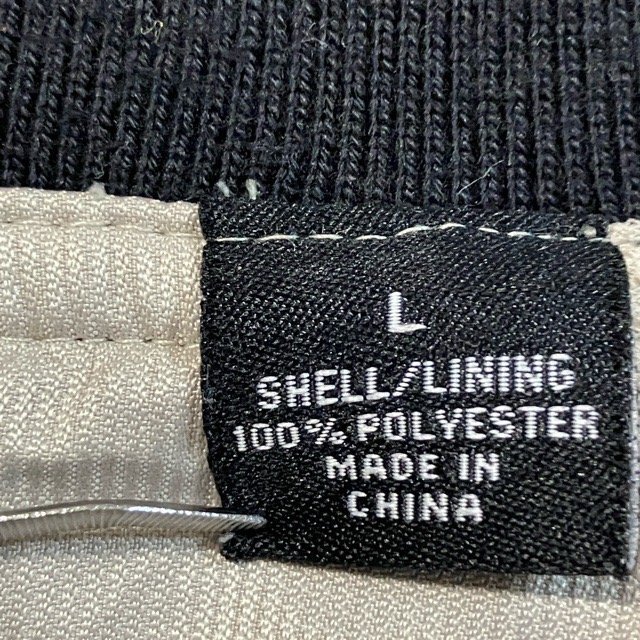 L
SHELL/LINING
100% POLYESTER
MADE IN
CHINA